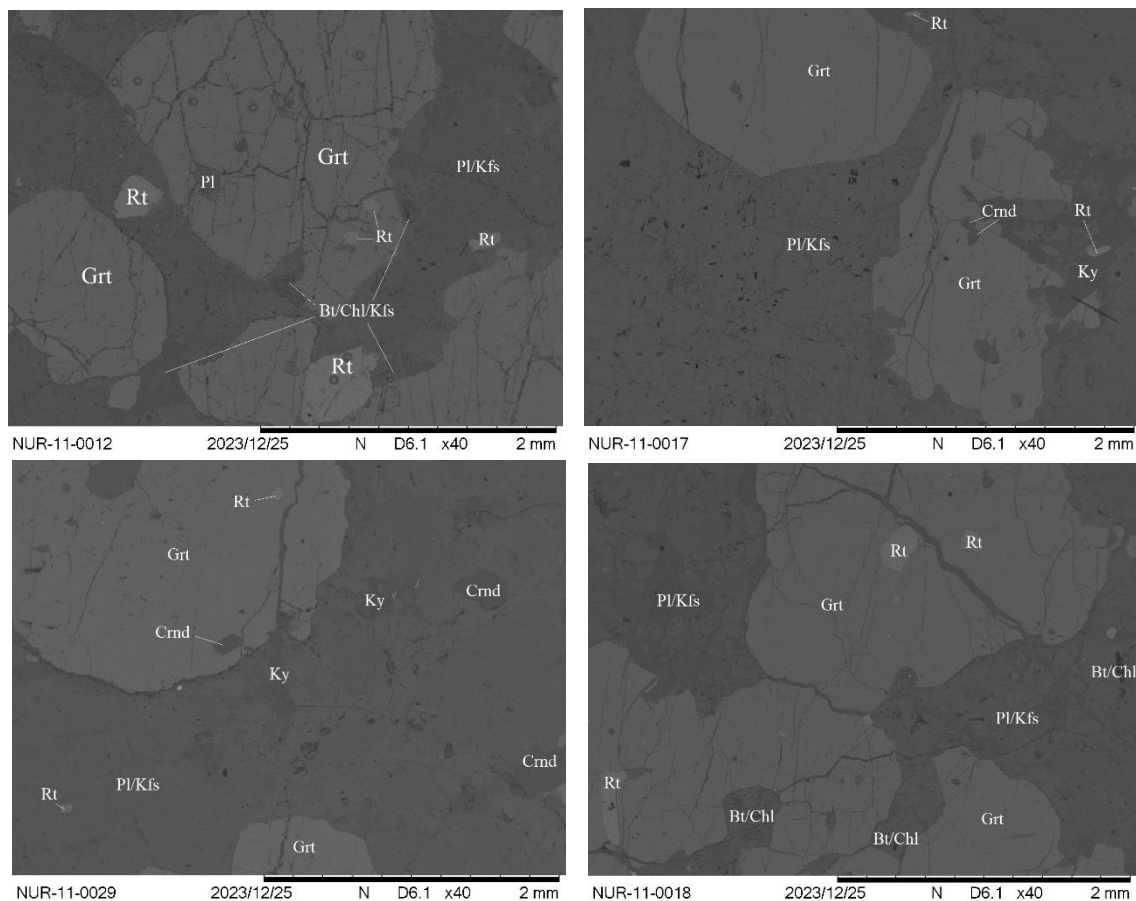 Grt
Pl
Pl/Kfs
Rt
Rt
Rt
Grt
Bt/Chl/Kfs
Rt
NUR-11-0012 2023/12/25 N D6.1 x40 2 mm
Rt
Grt
Pl/Kfs
Crnd
Rt
Ky
Grt
NUR-11-0017 2023/12/25 N D6.1 x40 2 mm
Rt
Grt
Ky
Crnd
Crnd
Ky
Crnd
Pl/Kfs
Rt
Grt
NUR-11-0029 2023/12/25 N D6.1 x40 2 mm
Rt
Rt
Pl/Kfs
Grt
Bt/Chl
Pl/Kfs
Rt
Bt/Chl
Grt
Bt/Chl
NUR-11-0018 2023/12/25 N D6.1 x40 2 mm